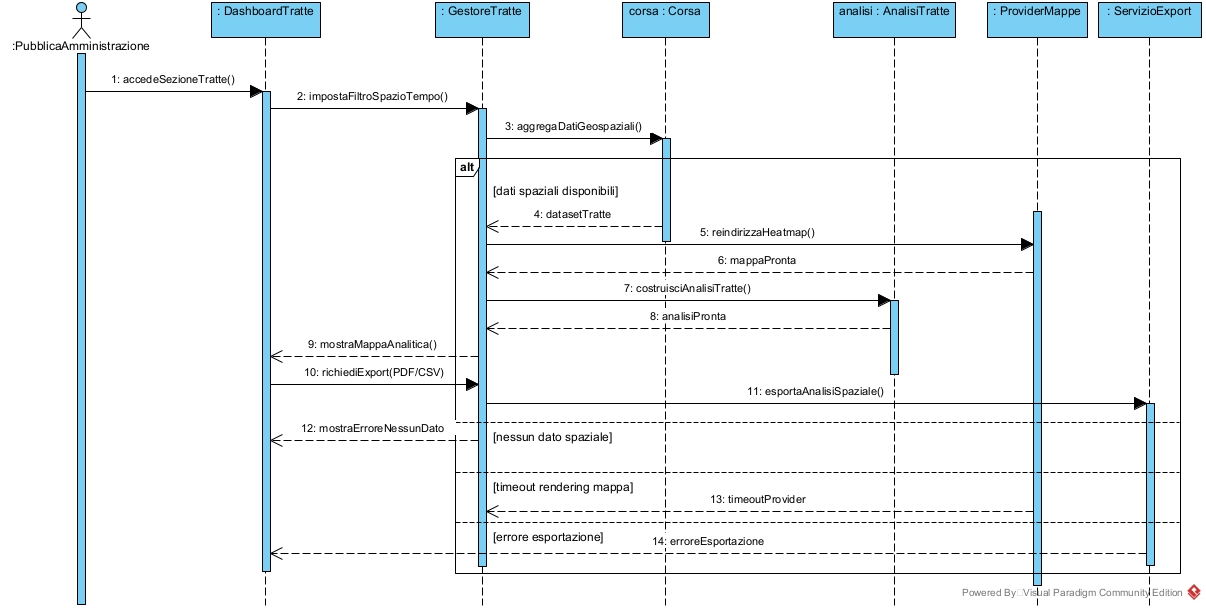 : DashboardTratte
: GestoreTratte
corsa : Corsa
analisi : AnalisiTratte
: ProviderMappe
: ServizioExport
:PubblicaAmministrazione
1: accedeSezioneTratte()
2: impostaFiltroSpazioTempo()
3: aggregaDatiGeospaziali()
alt
[dati spaziali disponibili]
4: datasetTratte
5: reindirizzaHeatmap()
6: mappaPronta
7: costruisciAnalisiTratte()
8: analisiPronta
9: mostraMappaAnalitica()
10: richiediExport(PDF/CSV)
11: esportaAnalisiSpaziale()
12: mostraErroreNessunDato
[nessun dato spaziale]
[timeout rendering mappa]
13: timeoutProvider
[errore esportazione]
14: erroreEsportazione
Powered By Visual Paradigm Community Edition